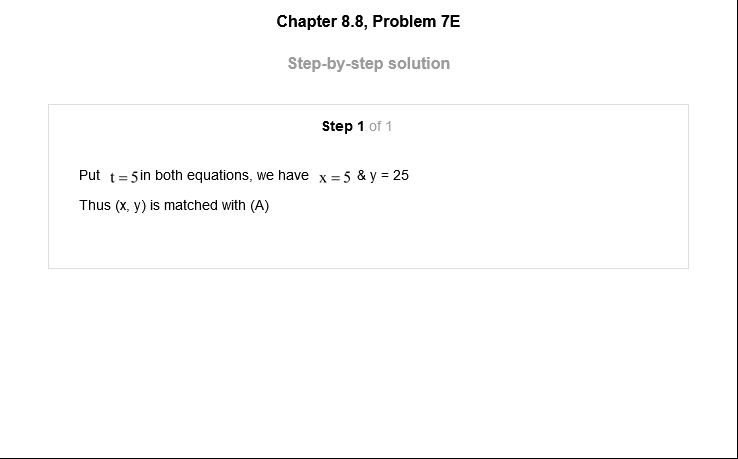 Chapter 8.8, Problem 7E
Step-by-step solution
Step 1 of 1
Put t = 5 in both equations, we have x = 5 & y = 25
Thus (x, y) is matched with (A)